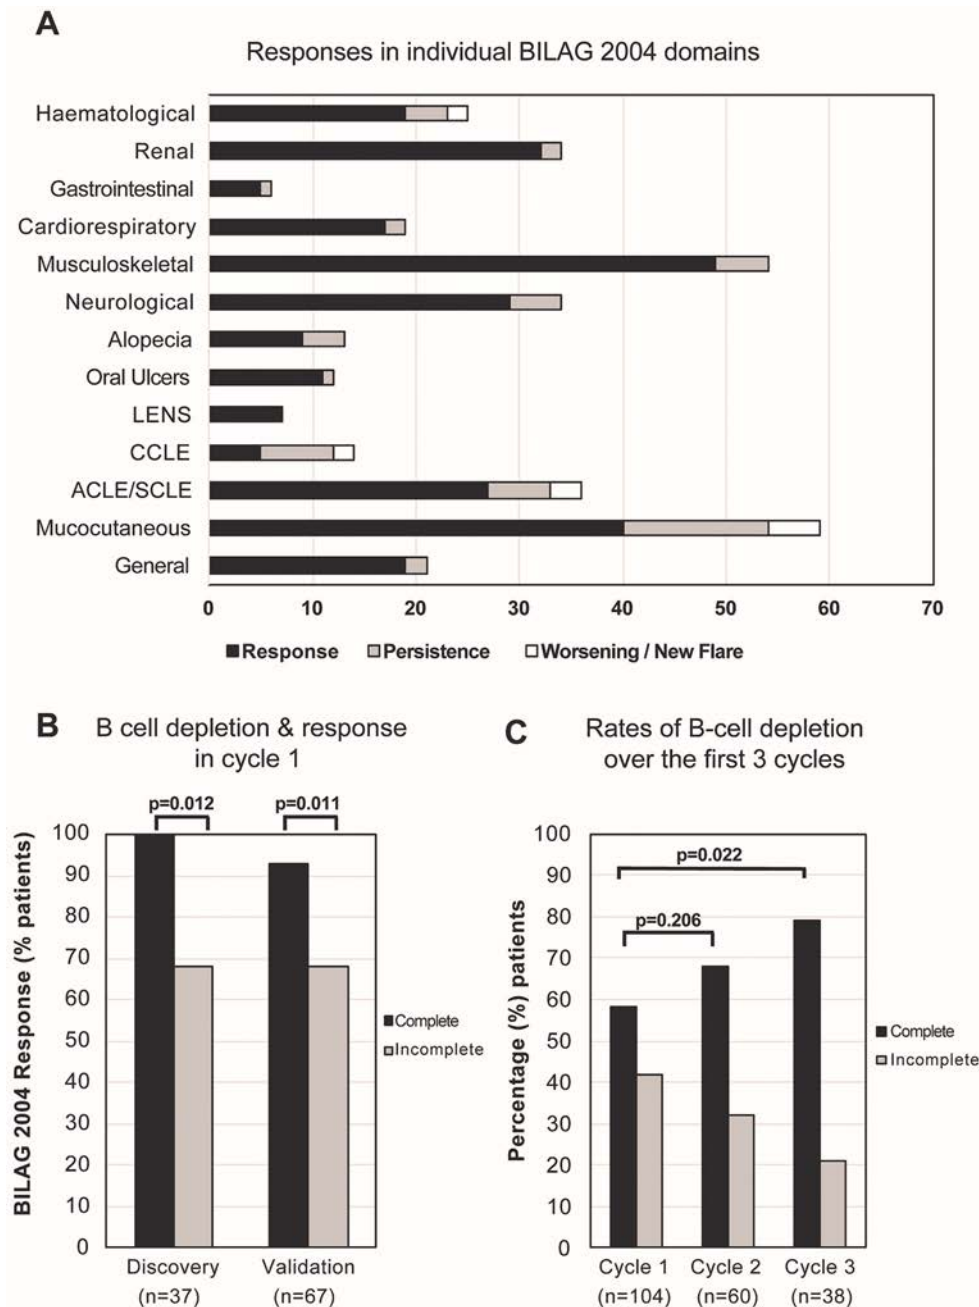 A
Responses in individual BILAG 2004 domains
Haematological
Renal
Gastrointestinal
Cardiorespiratory
Musculoskeletal
Neurological
Alopecia
Oral Ulcers
LENS
CCLE
ACLE/SCLE
Mucocutaneous
General
0 10 20 30 40 50 60 70
Response Persistence Worsening / New Flare
B
B cell depletion & response
in cycle 1
p=0.012 p=0.011
BILAG 2004 Response (% patients)
100
90
80
70
60
50
40
30
20
10
0
Complete
Incomplete
Discovery Validation
(n=37) (n=67)
C
Rates of B-cell depletion
over the first 3 cycles
Percentage (%) patients
100
90
80
70
60
50
40
30
20
10
0
p=0.022
p=0.206
Complete
Incomplete
Cycle 1 Cycle 2 Cycle 3
(n=104) (n=60) (n=38)